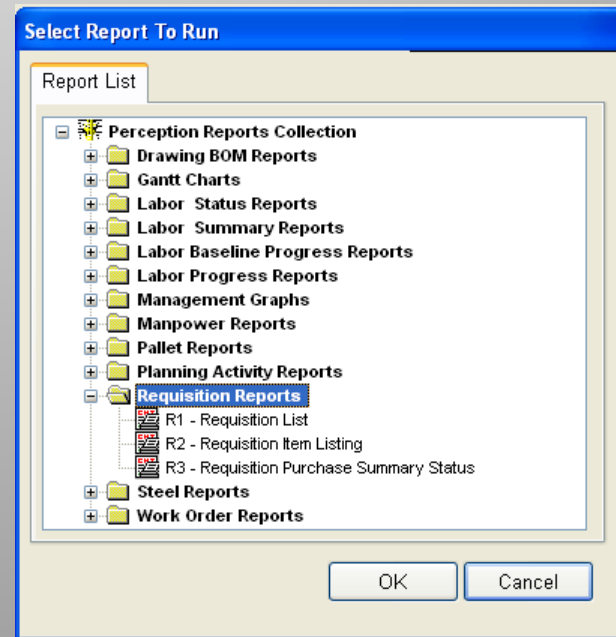 Select Report To Run
Report List
Perception Reports Collection
Drawing BOM Reports
Gantt Charts
Labor Status Reports
Labor Summary Reports
Labor Baseline Progress Reports
Labor Progress Reports
Management Graphs
Manpower Reports
Pallet Reports
Planning Activity Reports
Requisition Reports
R1 - Requisition List
R2 - Requisition Item Listing
R3 - Requisition Purchase Summary Status
Steel Reports
Work Order Reports
OK Cancel